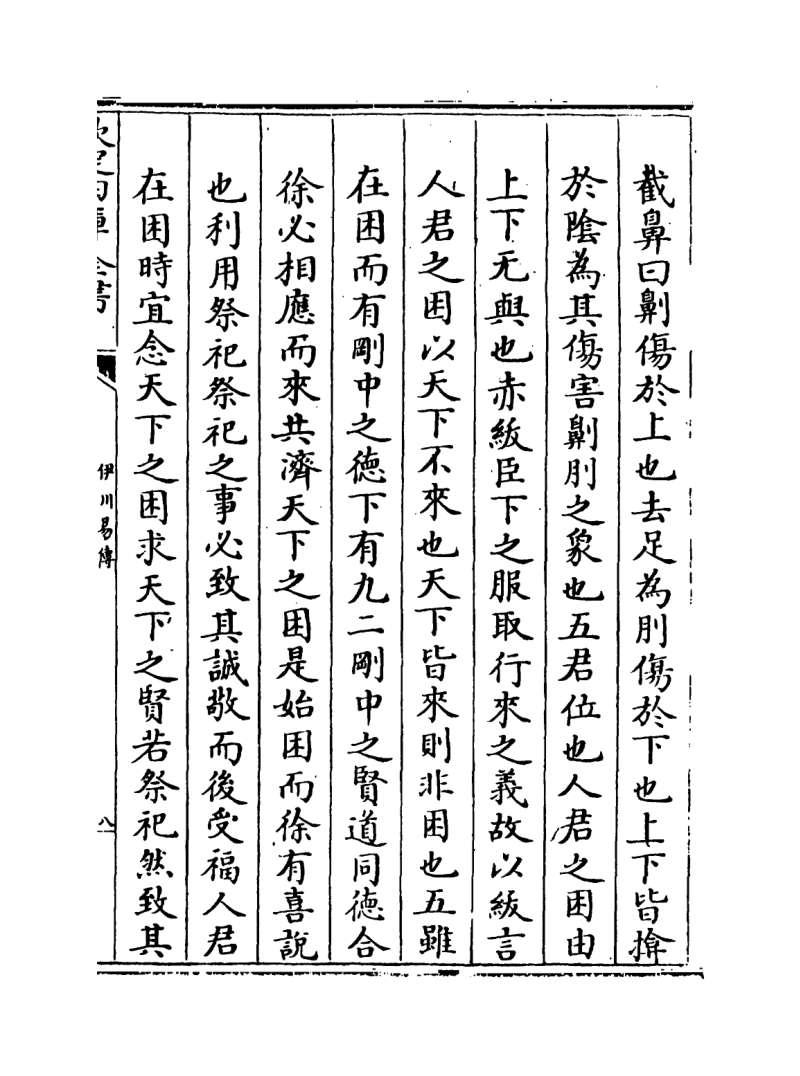 截鼻曰劓傷於上也去足為刖傷於下也上下皆揜
於陰為其傷害劓刖之象也五君位也人君之困由
上下无與也赤紱臣下之服取行來之義故以紱言
人君之困以天下不來也天下皆來則非困也五雖
在困而有剛中之德下有九二剛中之賢道同德合
徐必相應而來共濟天下之困是始困而徐有喜說
也利用祭祀祭祀之事必致其誠敬而後受福人君
在困時宜念天下之困求天下之賢若祭祀然致其
欽定四庫全書
伊川易傳
八